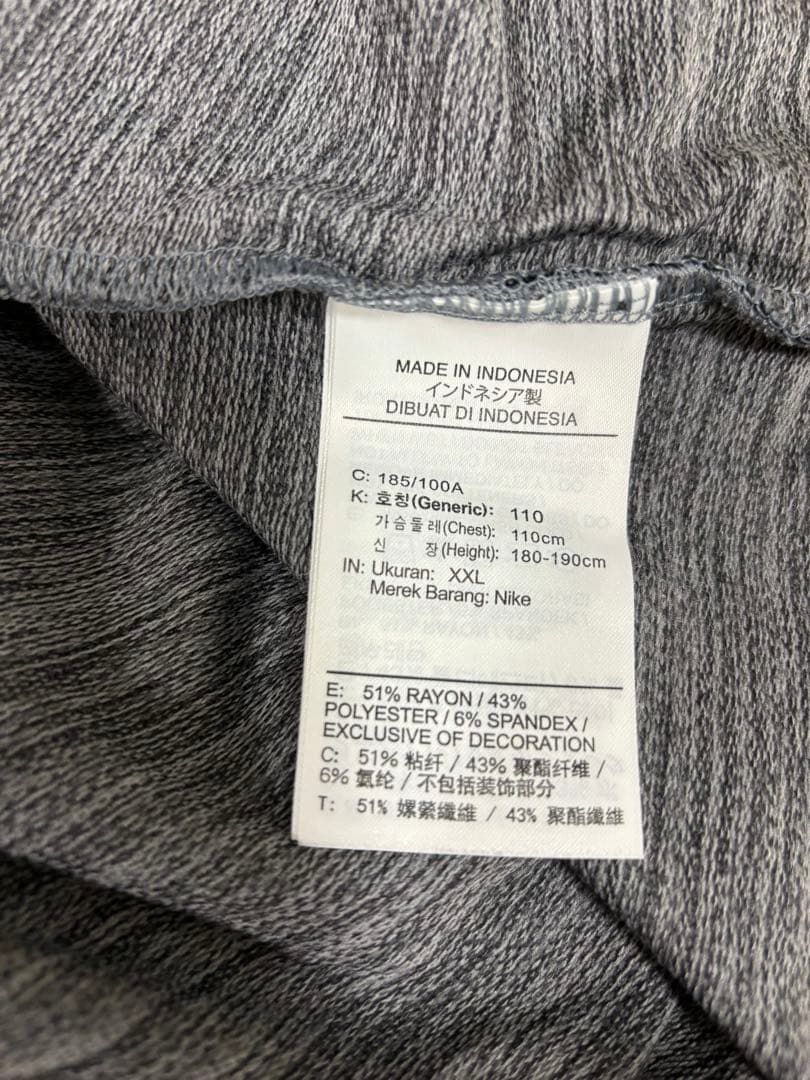 MADE IN INDONESIA
インドネシア製
DIBUAT DI INDONESIA
C: 185/100A
K: 호칭(Generic): 110
가슴둘레(Chest): 110cm
신 장(Height): 180-190cm
IN: Ukuran: XXL
Merek Barang: Nike
E: 51% RAYON / 43%
POLYESTER / 6% SPANDEX /
EXCLUSIVE OF DECORATION
C: 51% 粘纤 / 43% 聚酯纤维 /
6% 氨纶 / 不包括装饰部分
T: 51% 嫘縈纖維 / 43% 聚酯纖維